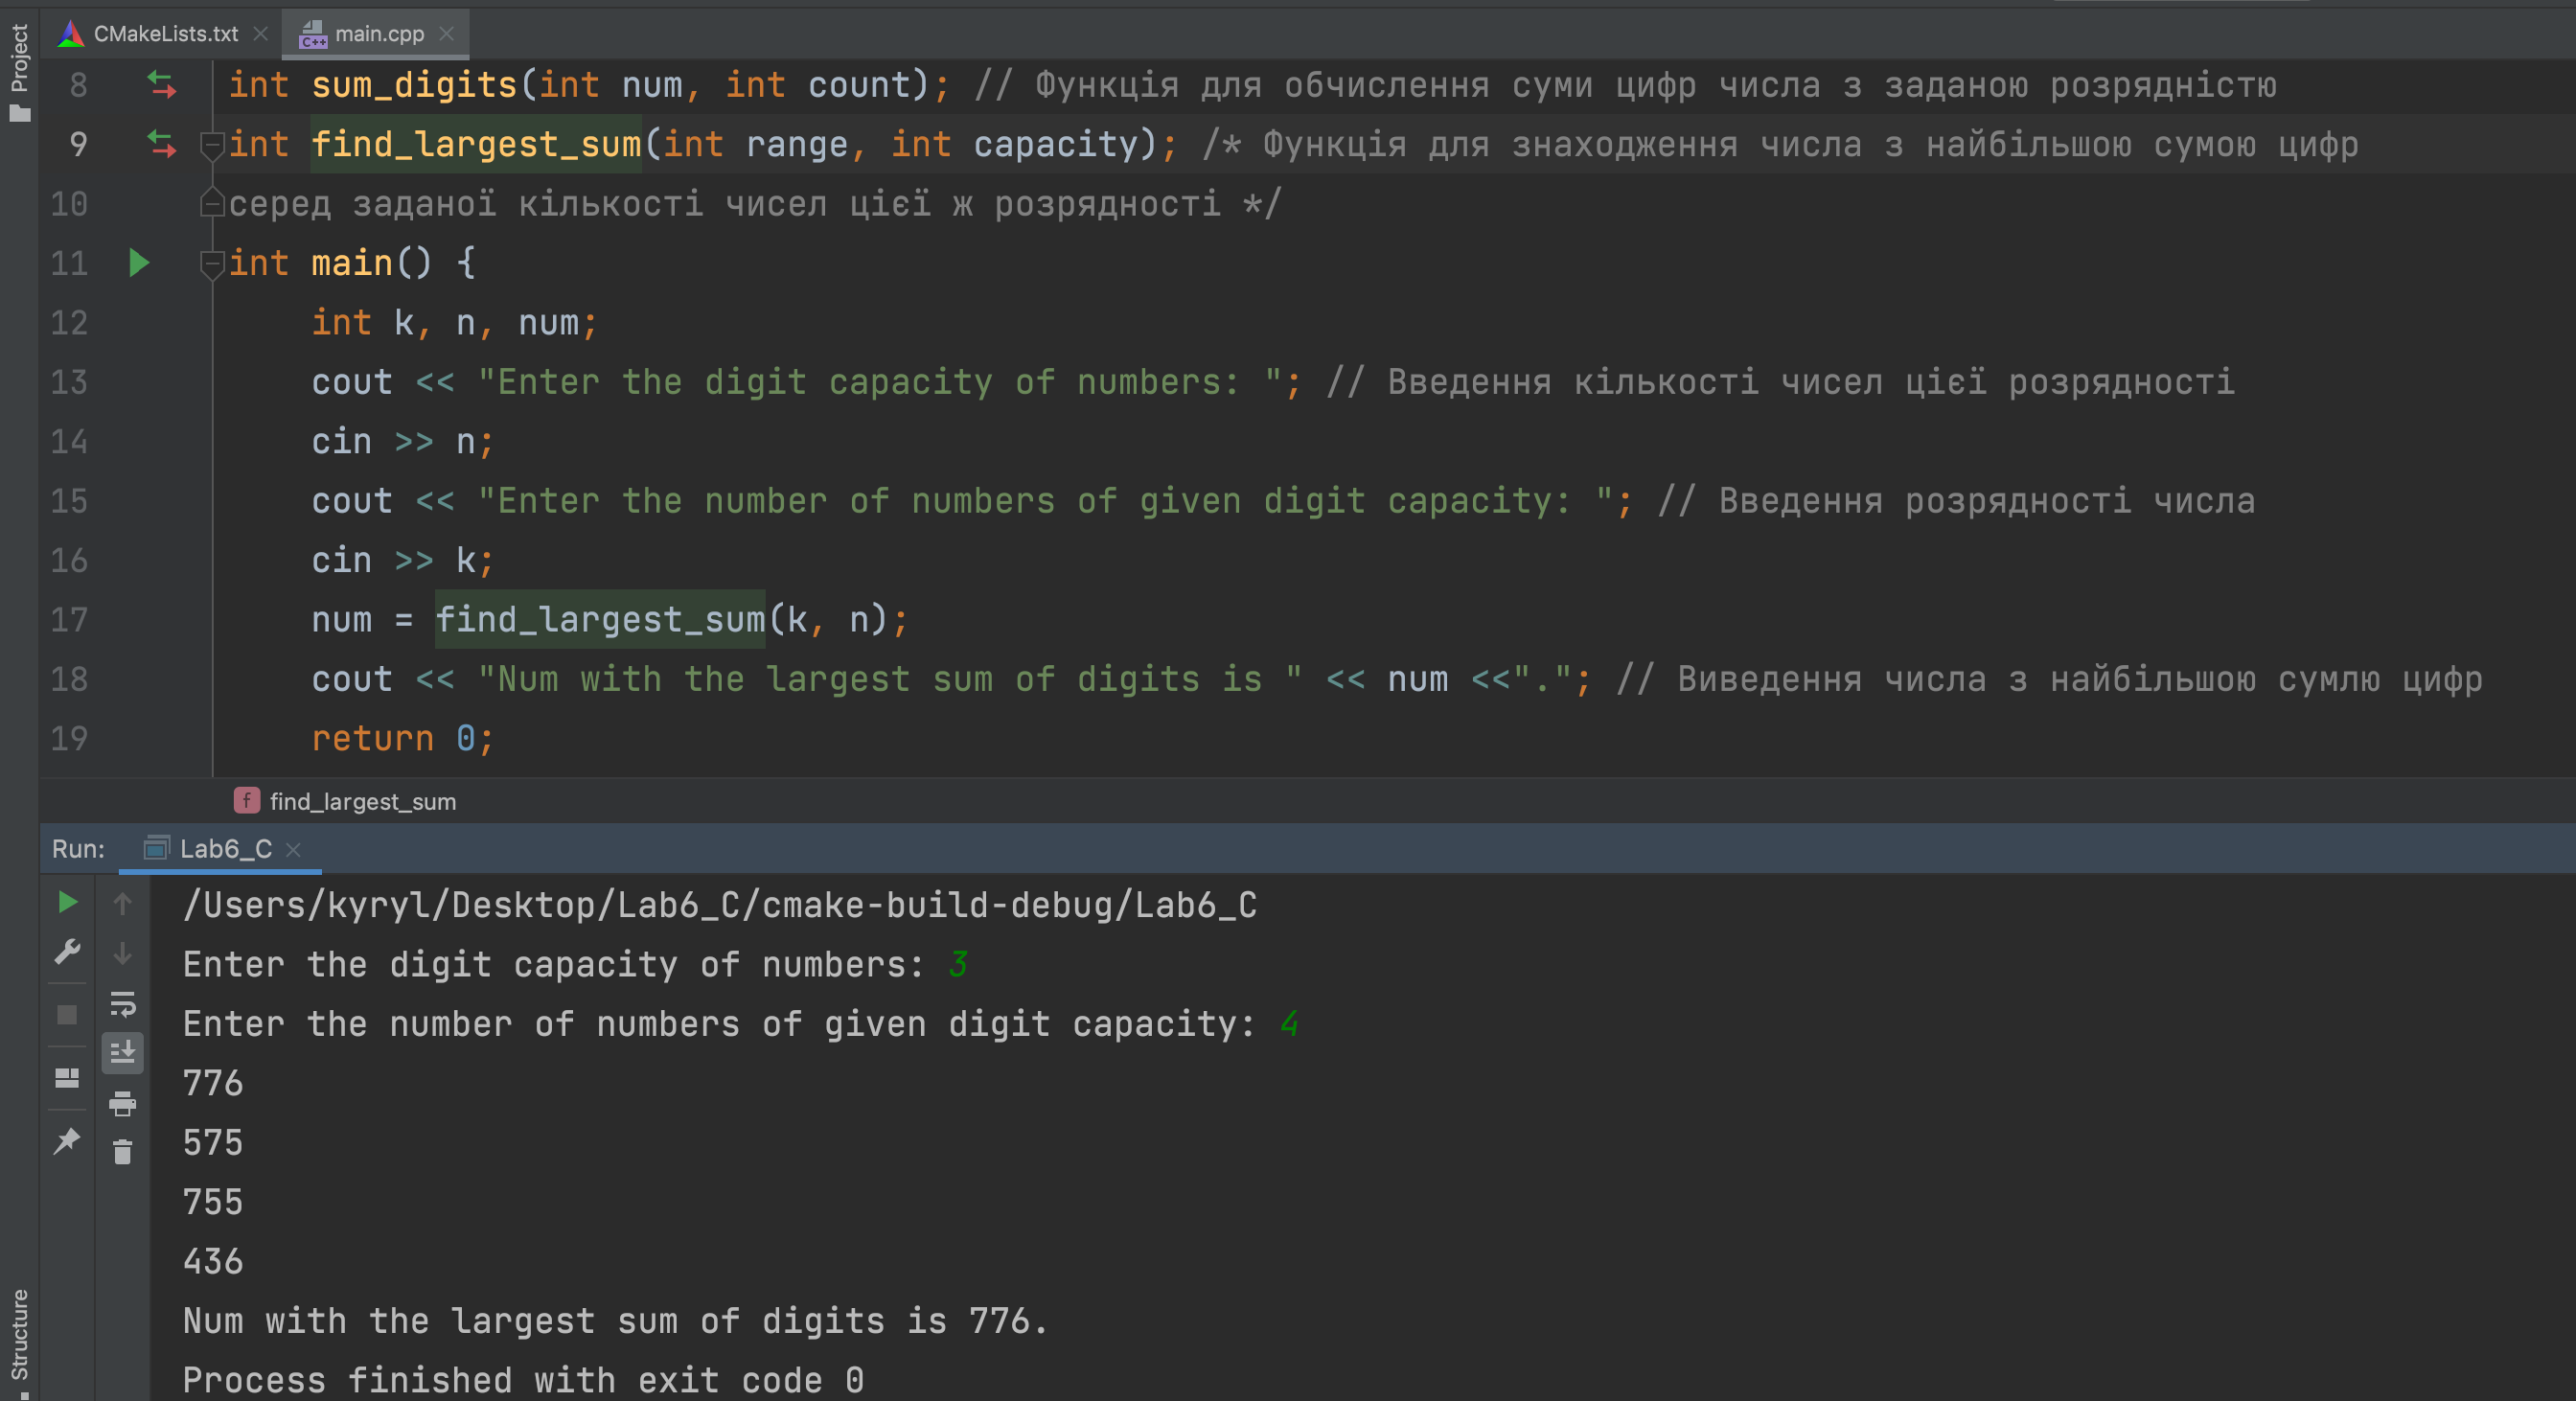 Project
CMakeLists.txt
main.cpp
8 int sum_digits(int num, int count); // Функція для обчислення суми цифр числа з заданою розрядністю
9 int find_largest_sum(int range, int capacity); /* Функція для знаходження числа з найбільшою сумою цифр
10 серед заданої кількості чисел цієї ж розрядності */
11 int main() {
12 int k, n, num;
13 cout << "Enter the digit capacity of numbers: "; // Введення кількості чисел цієї розрядності
14 cin >> n;
15 cout << "Enter the number of numbers of given digit capacity: "; // Введення розрядності числа
16 cin >> k;
17 num = find_largest_sum(k, n);
18 cout << "Num with the largest sum of digits is " << num <<"."; // Виведення числа з найбільшою сумлю цифр
19 return 0;
f find_largest_sum
Run: Lab6_C
/Users/kyryl/Desktop/Lab6_C/cmake-build-debug/Lab6_C
Enter the digit capacity of numbers: 3
Enter the number of numbers of given digit capacity: 4
776
575
755
436
Num with the largest sum of digits is 776.
Process finished with exit code 0
Structure